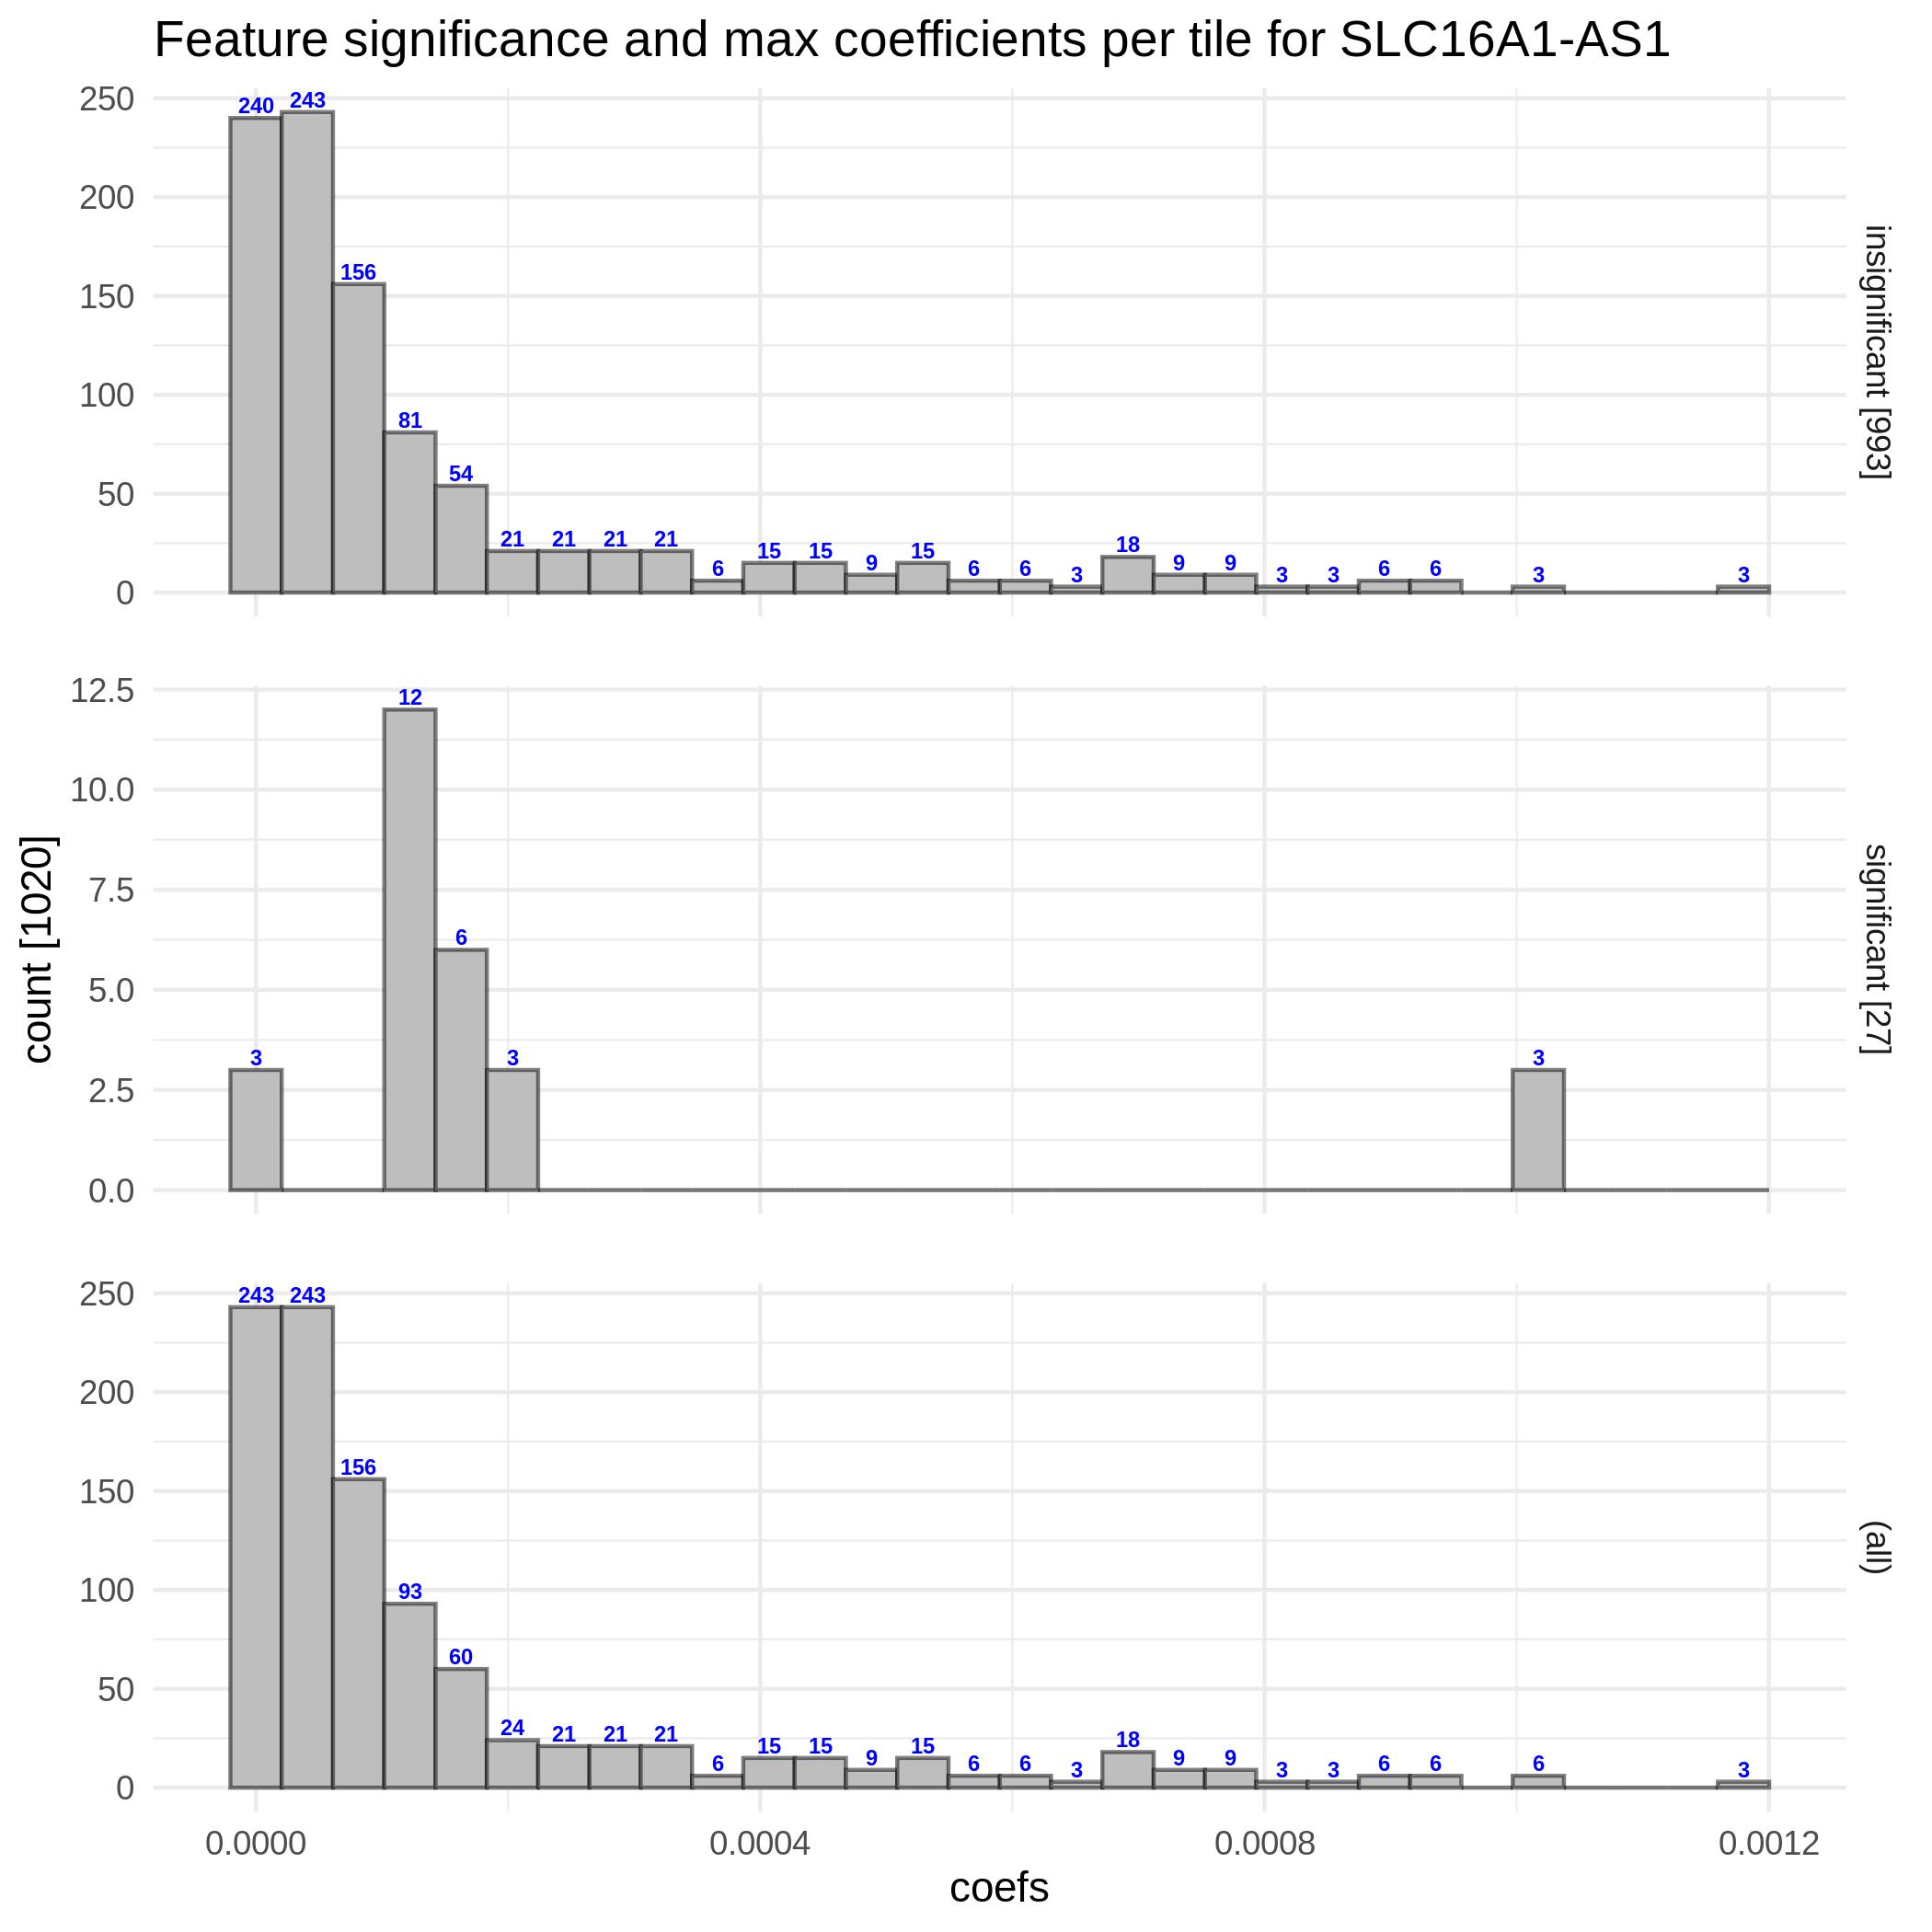 Feature significance and max coefficients per tile for SLC16A1-AS1
250
200
150
100
50
0
240 243 156 81 54 21 21 21 21 6 15 15 9 15 6 6 3 18 9 9 3 3 6 6 3 3
insignificant [993]
12.5
10.0
7.5
5.0
2.5
0.0
3 12 6 3 3
significant [27]
count [1020]
250
200
150
100
50
0
243 243 156 93 60 24 21 21 21 6 15 15 9 15 6 6 3 18 9 9 3 3 6 6 6 3
(all)
0.0000 0.0004 0.0008 0.0012
coefs